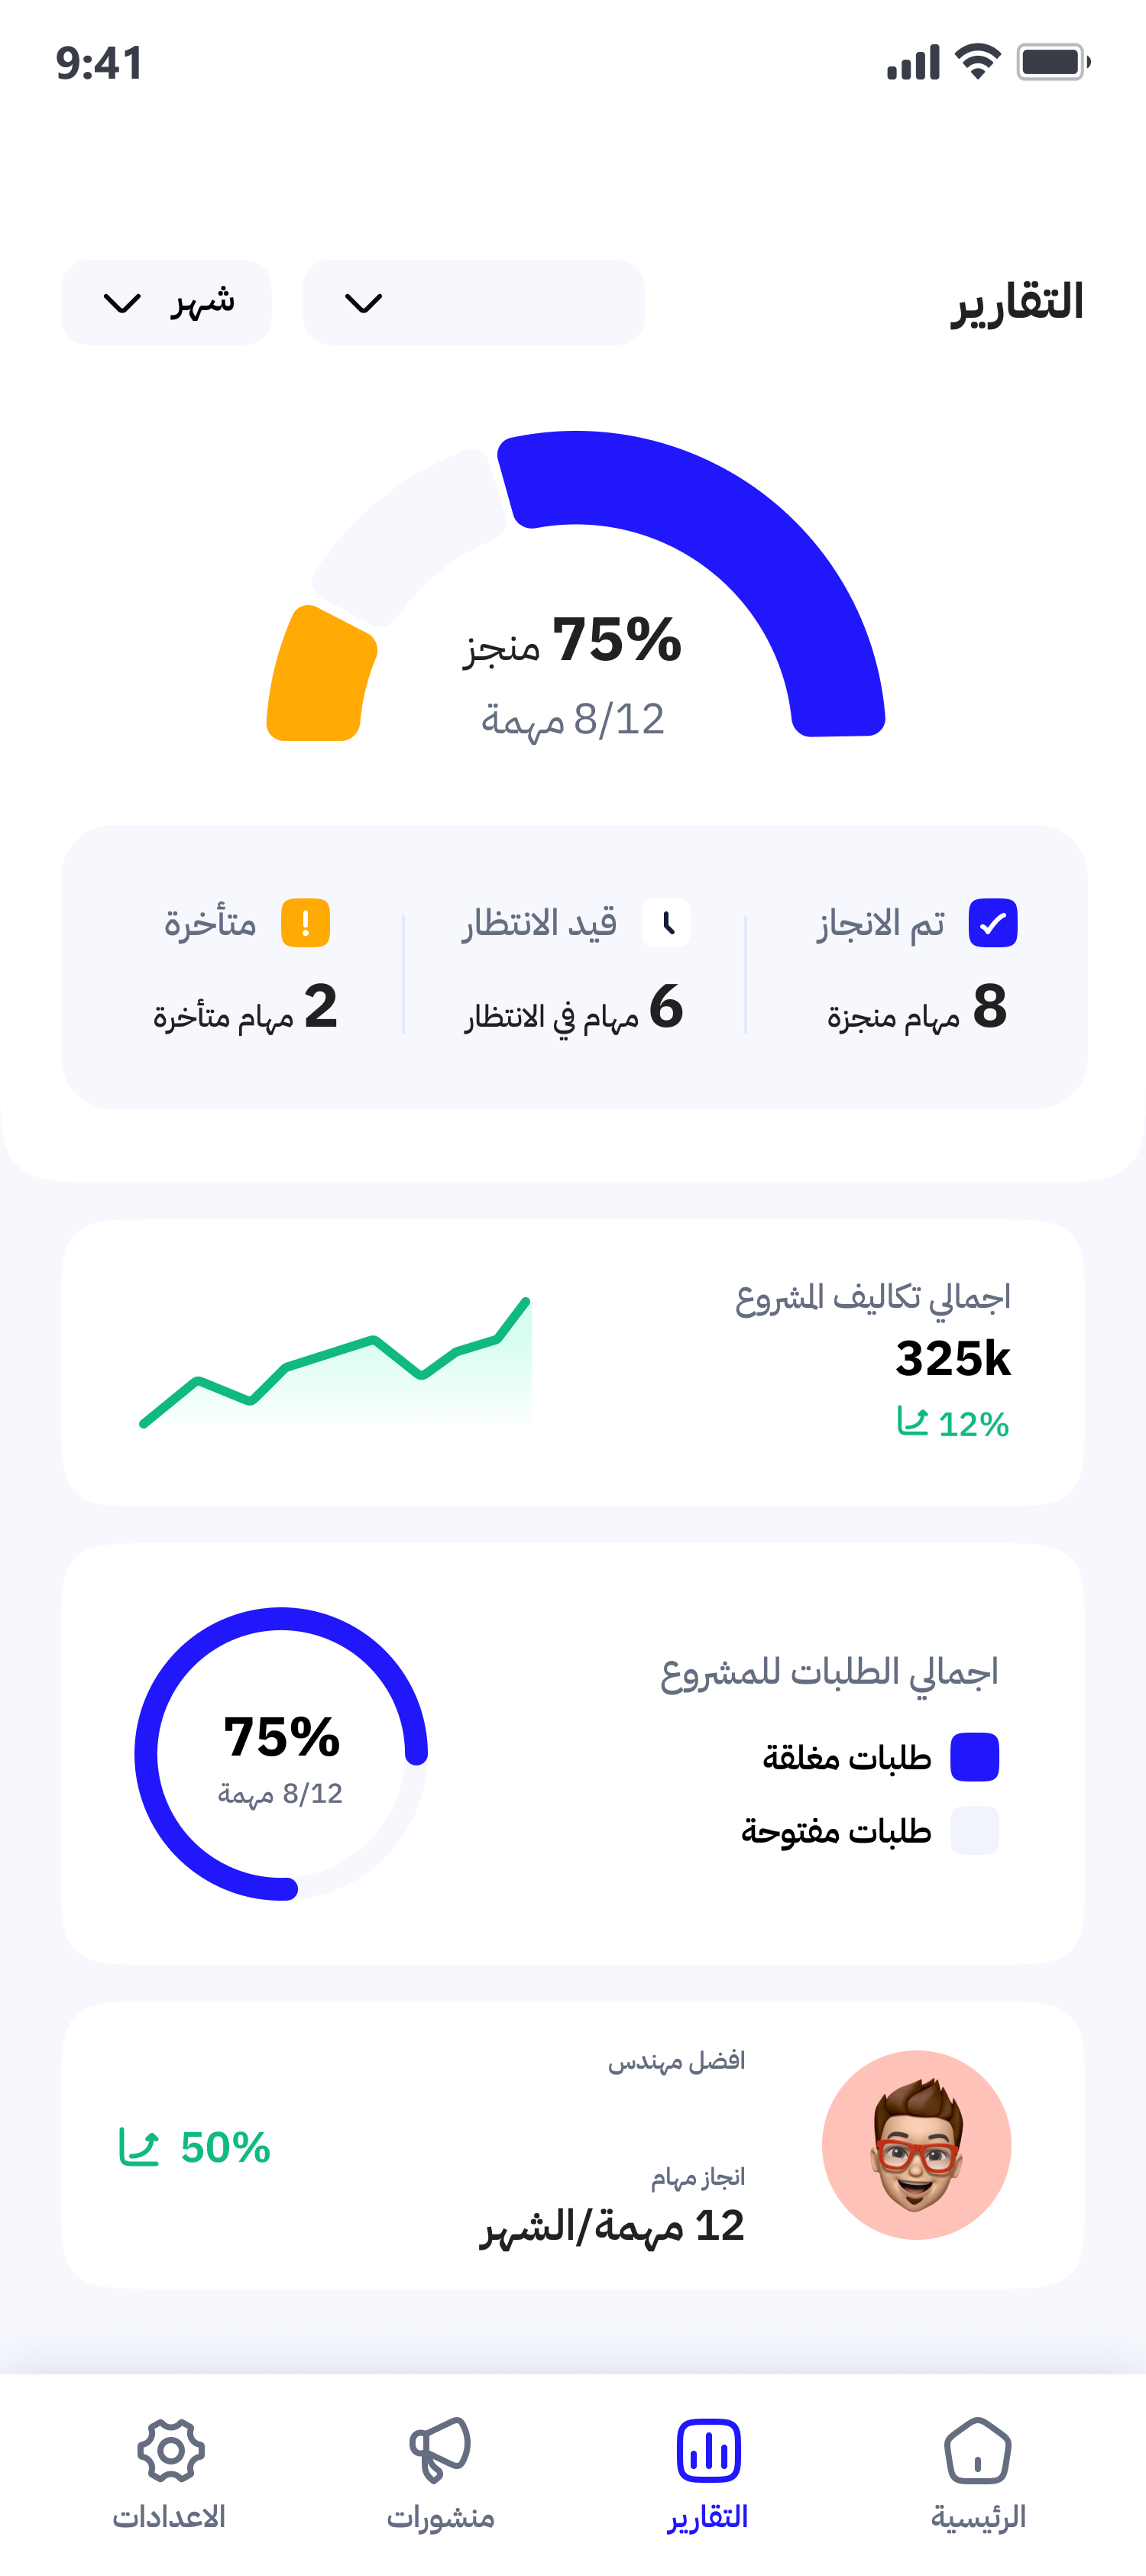 9:41
التقارير
شهر
75% منجز
8/12 مهمة
تم الانجاز
8 مهام منجزة
قيد الانتظار
6 مهام في الانتظار
متأخرة
2 مهام متأخرة
اجمالي تكاليف المشروع
325k
12%
اجمالي الطلبات للمشروع
طلبات مغلقة
طلبات مفتوحة
75%
8/12 مهمة
افضل مهندس
انجاز مهام
12 مهمة/الشهر
50%
الرئيسية
التقارير
منشورات
الاعدادات